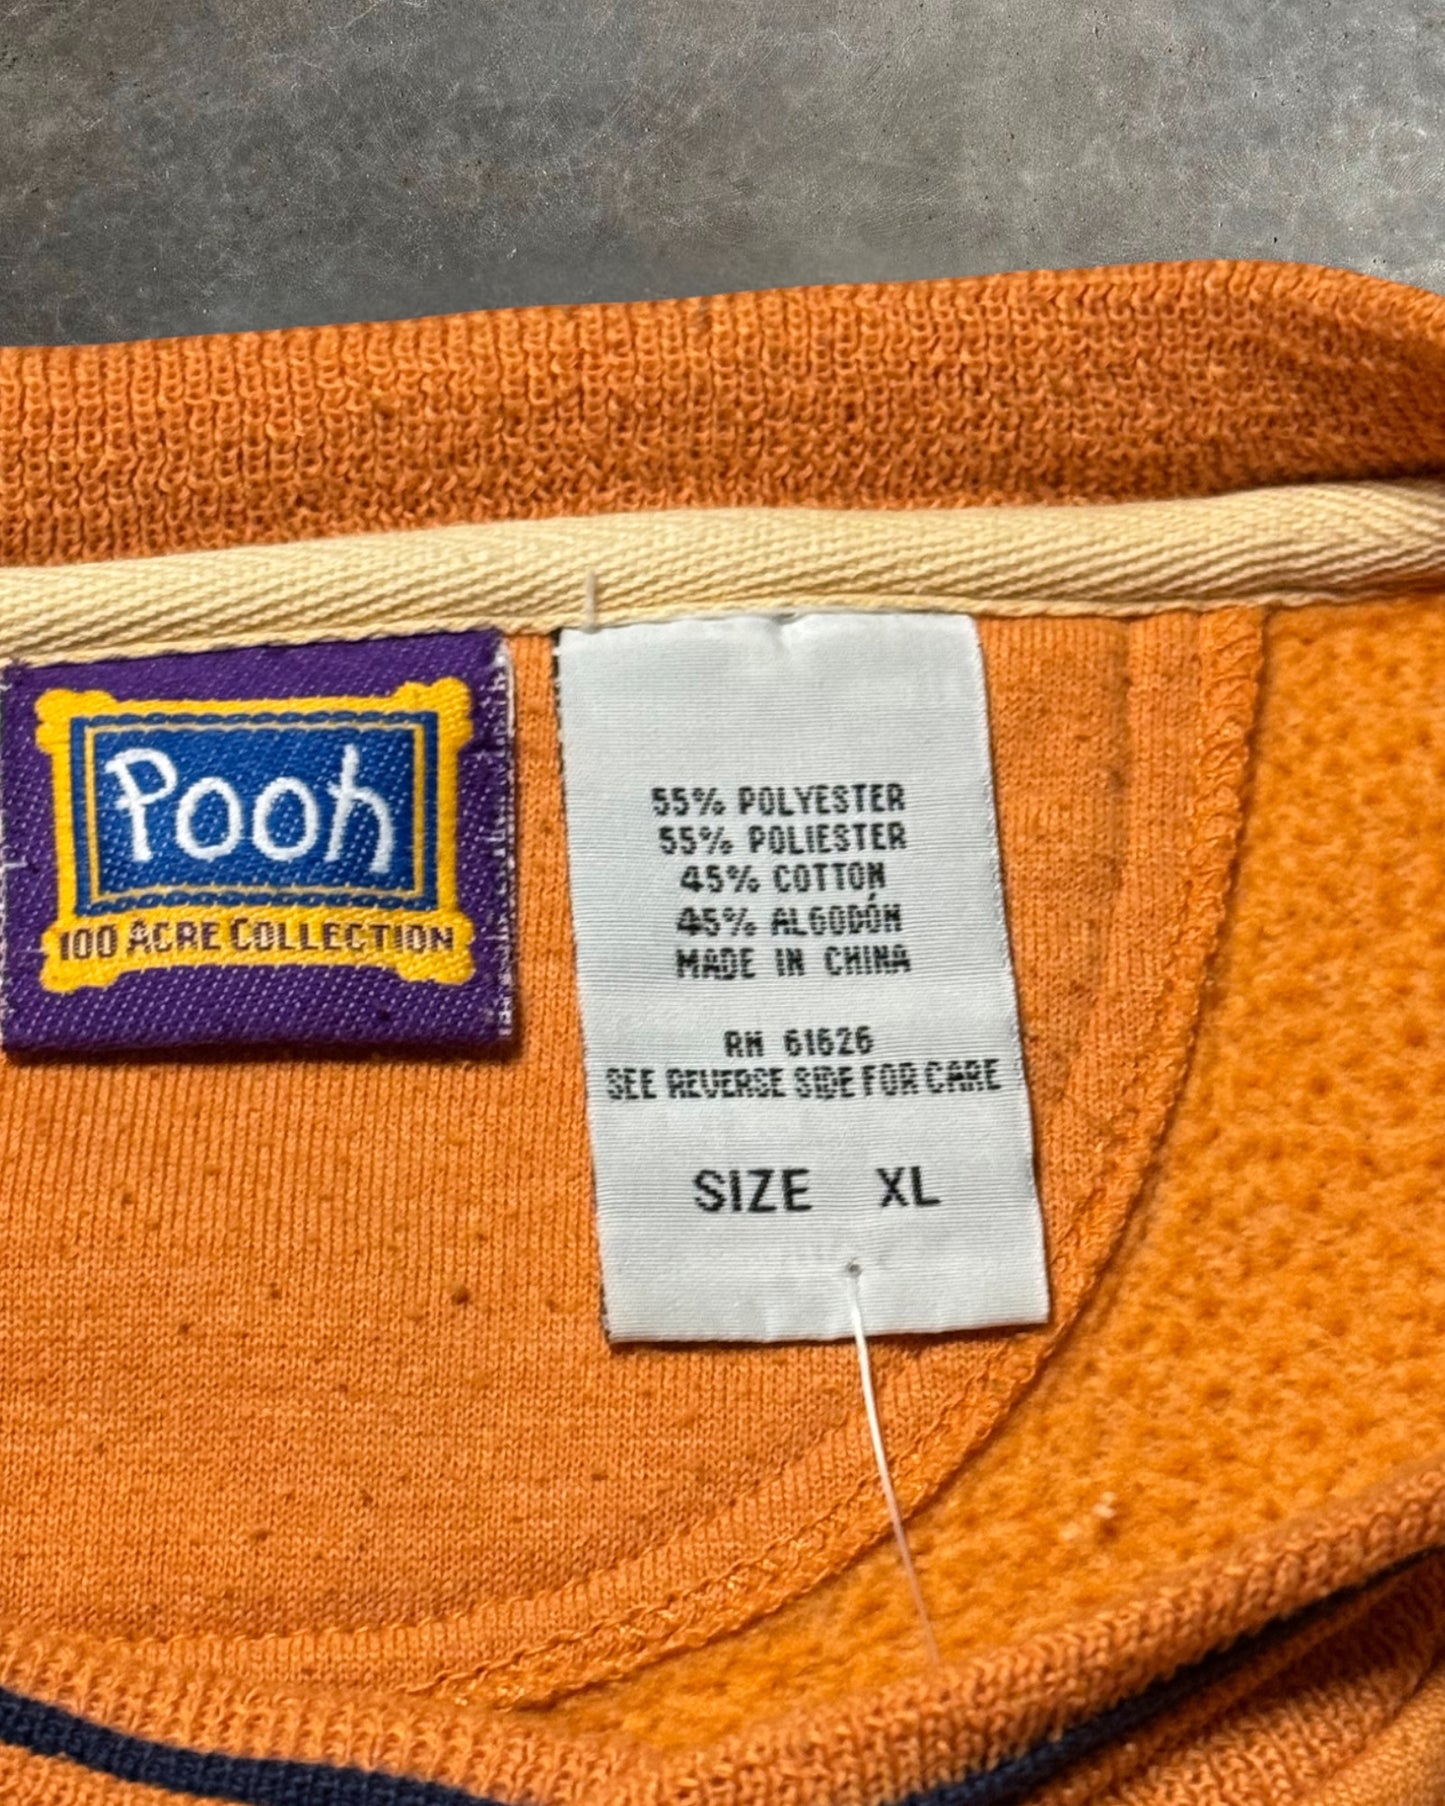 Pooh
100 ACRE COLLECTION
55% POLYESTER
55% POLIESTER
45% COTTON
45% ALGODÓN
MADE IN CHINA
RN 61626
SEE REVERSE SIDE FOR CARE
SIZE XL